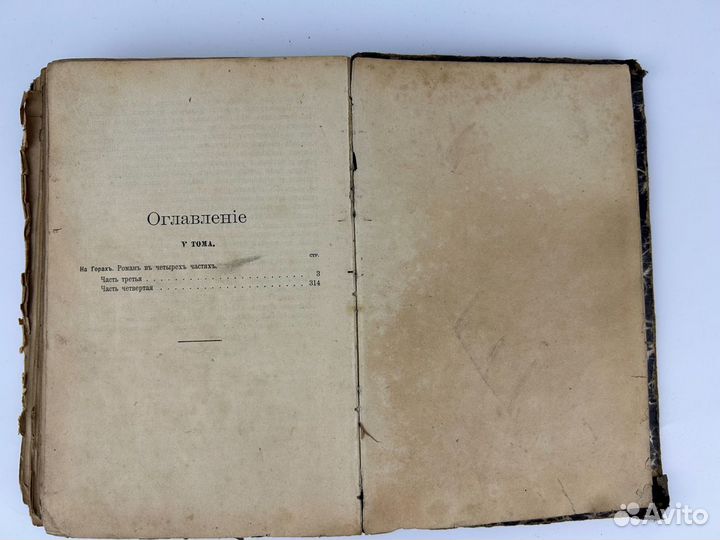 Оглавленіе
V ТОМА.
СТР.
На Горахъ. Романъ въ четырехъ частяхъ.
Часть третья . . . . . . . . . . . . . . . . . . . . 3
Часть четвертая . . . . . . . . . . . . . . . . . . . 314
Avito